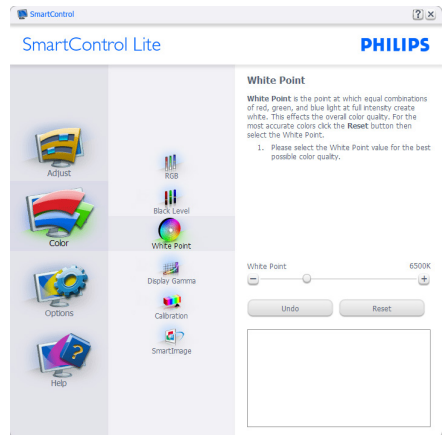 SmartControl
SmartControl Lite
PHILIPS
Adjust
Color
Options
Help
RGB
Black Level
White Point
Display Gamma
Calibration
SmartImage
White Point
White Point is the point at which equal combinations
of red, green, and blue light at full intensity create
white. This effects the overall color quality. For the
most accurate colors click the Reset button then
select the White Point.
1. Please select the White Point value for the best
possible color quality.
White Point 6500K
Undo Reset